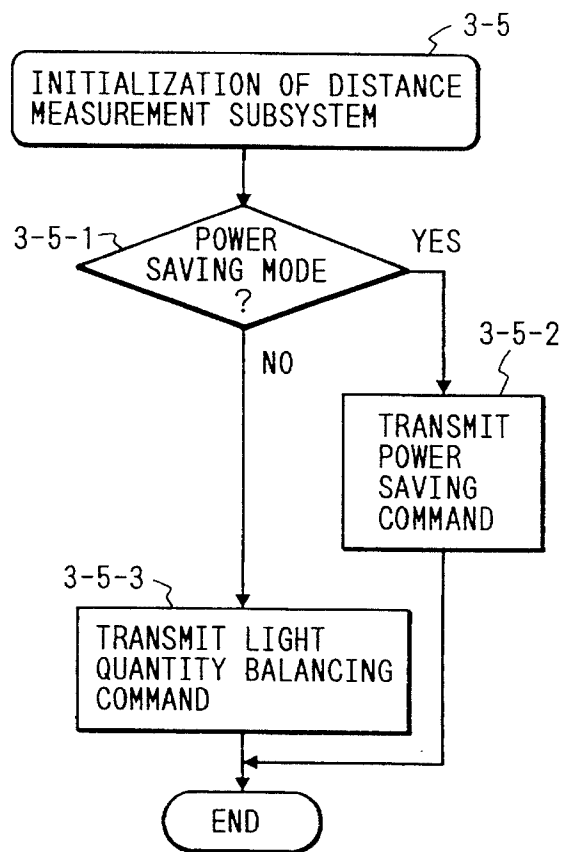 3-5
INITIALIZATION OF DISTANCE
MEASUREMENT SUBSYSTEM
3-5-1
POWER
SAVING MODE
?
YES
NO
3-5-2
TRANSMIT
POWER
SAVING
COMMAND
3-5-3
TRANSMIT LIGHT
QUANTITY BALANCING
COMMAND
END